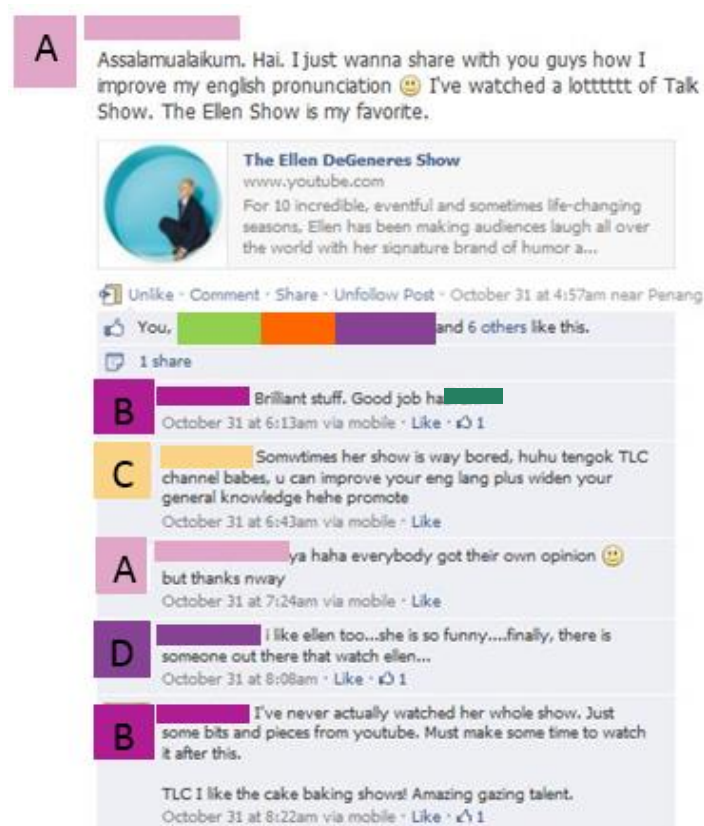 A
Assalamualaikum. Hai. I just wanna share with you guys how I
improve my english pronunciation I've watched a lotttttt of Talk
Show. The Ellen Show is my favorite.
The Ellen DeGeneres Show
www.youtube.com
For 10 incredible, eventful and sometimes life-changing
seasons, Ellen has been making audiences laugh all over
the world with her signature brand of humor a...
Unlike · Comment · Share · Unfollow Post · October 31 at 4:57am near Penang
You, and 6 others like this.
1 share
B
Brilliant stuff. Good job ha
October 31 at 6:13am via mobile · Like · 1
C
Somwtimes her show is way bored, huhu tengok TLC
channel babes, u can improve your eng lang plus widen your
general knowledge hehe promote
October 31 at 6:43am via mobile · Like
A
ya haha everybody got their own opinion
but thanks nway
October 31 at 7:24am via mobile · Like
D
i like ellen too...she is so funny....finally, there is
someone out there that watch ellen...
October 31 at 8:08am · Like · 1
B
I've never actually watched her whole show. Just
some bits and pieces from youtube. Must make some time to watch
it after this.
TLC I like the cake baking shows! Amazing gazing talent.
October 31 at 8:22am via mobile · Like · 1